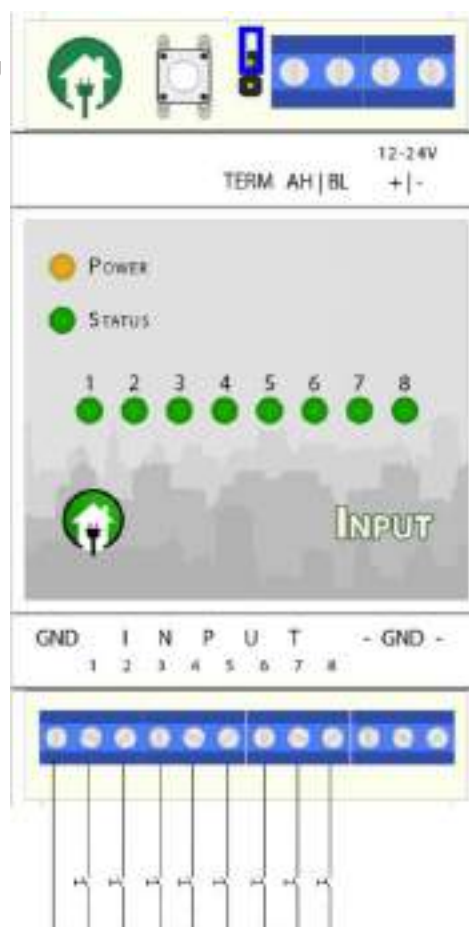 12-24V
TERM AH|BL +|-
POWER
STATUS
1 2 3 4 5 6 7 8
INPUT
GND I N P U T - GND -
1 2 3 4 5 6 7 8